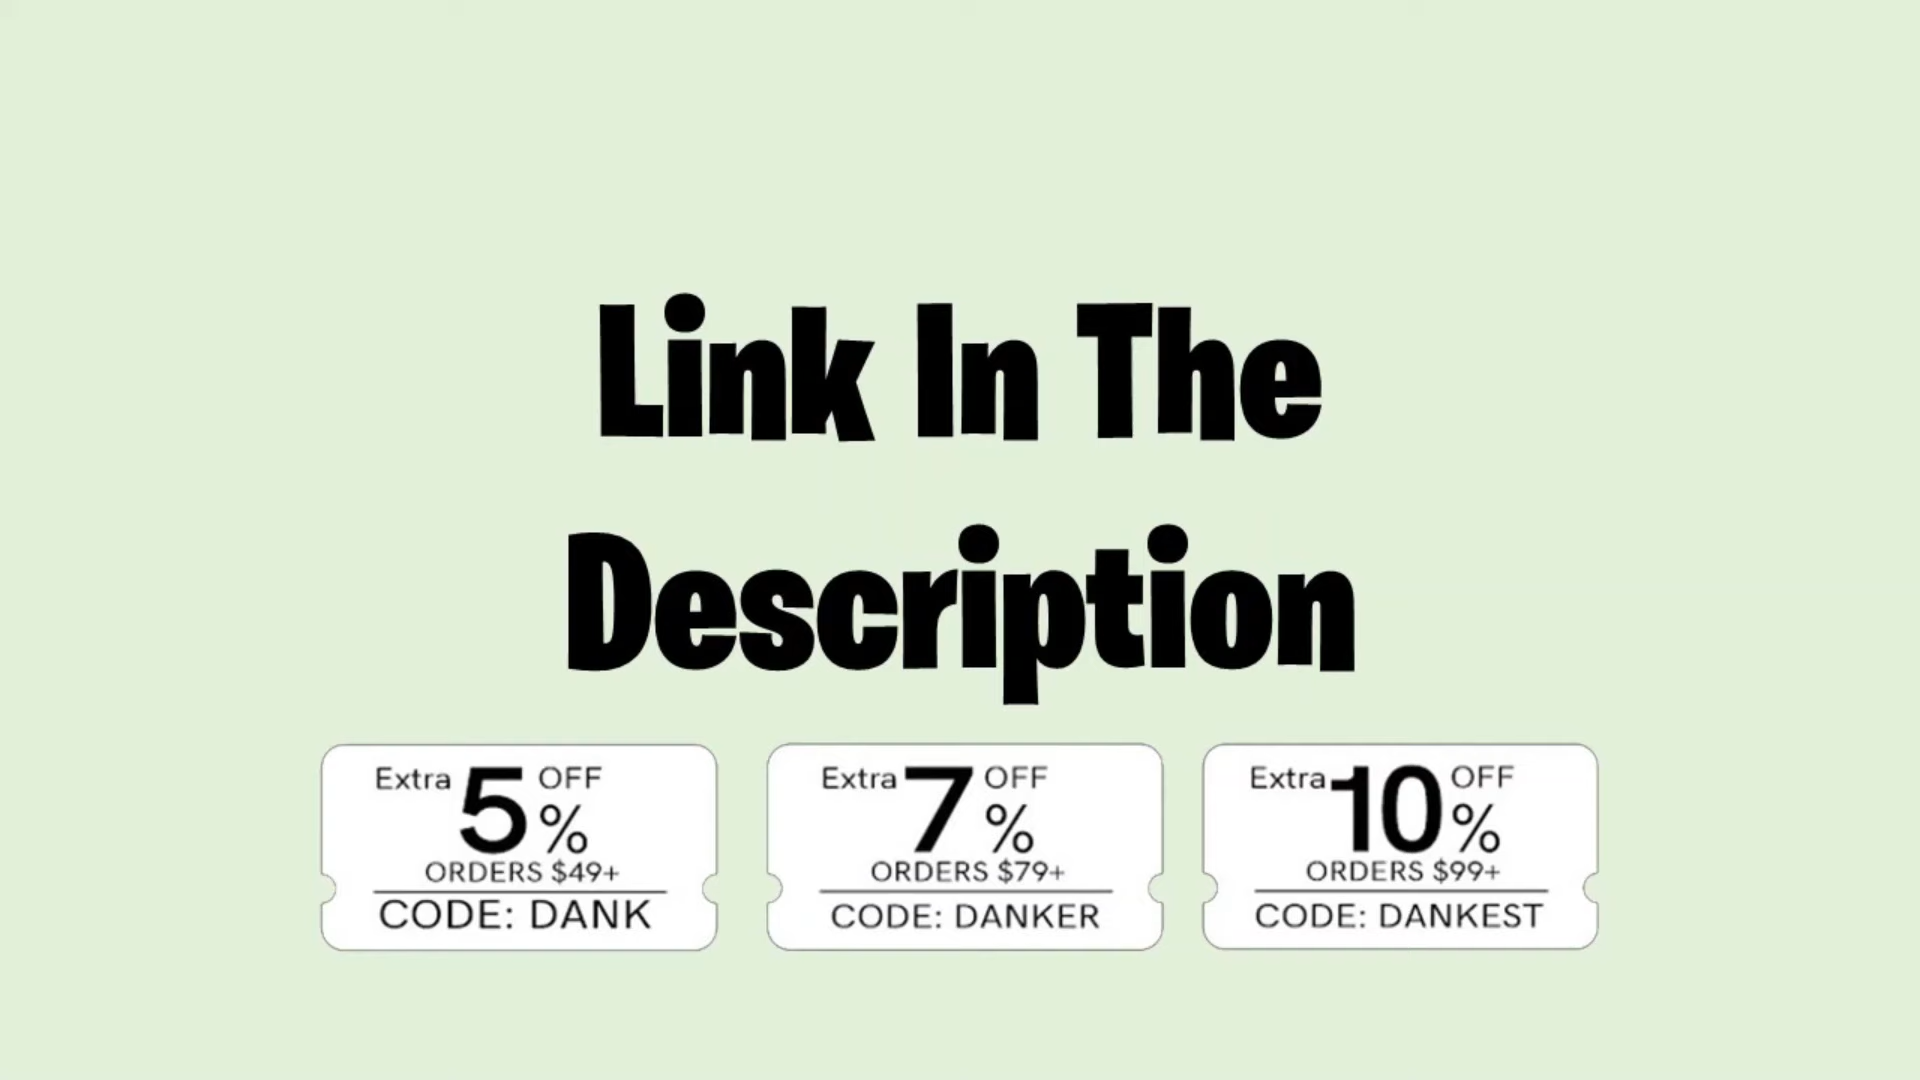 Link In The
Description
Extra 5% OFF
ORDERS $49+
CODE: DANK
Extra 7% OFF
ORDERS $79+
CODE: DANKER
Extra 10% OFF
ORDERS $99+
CODE: DANKEST